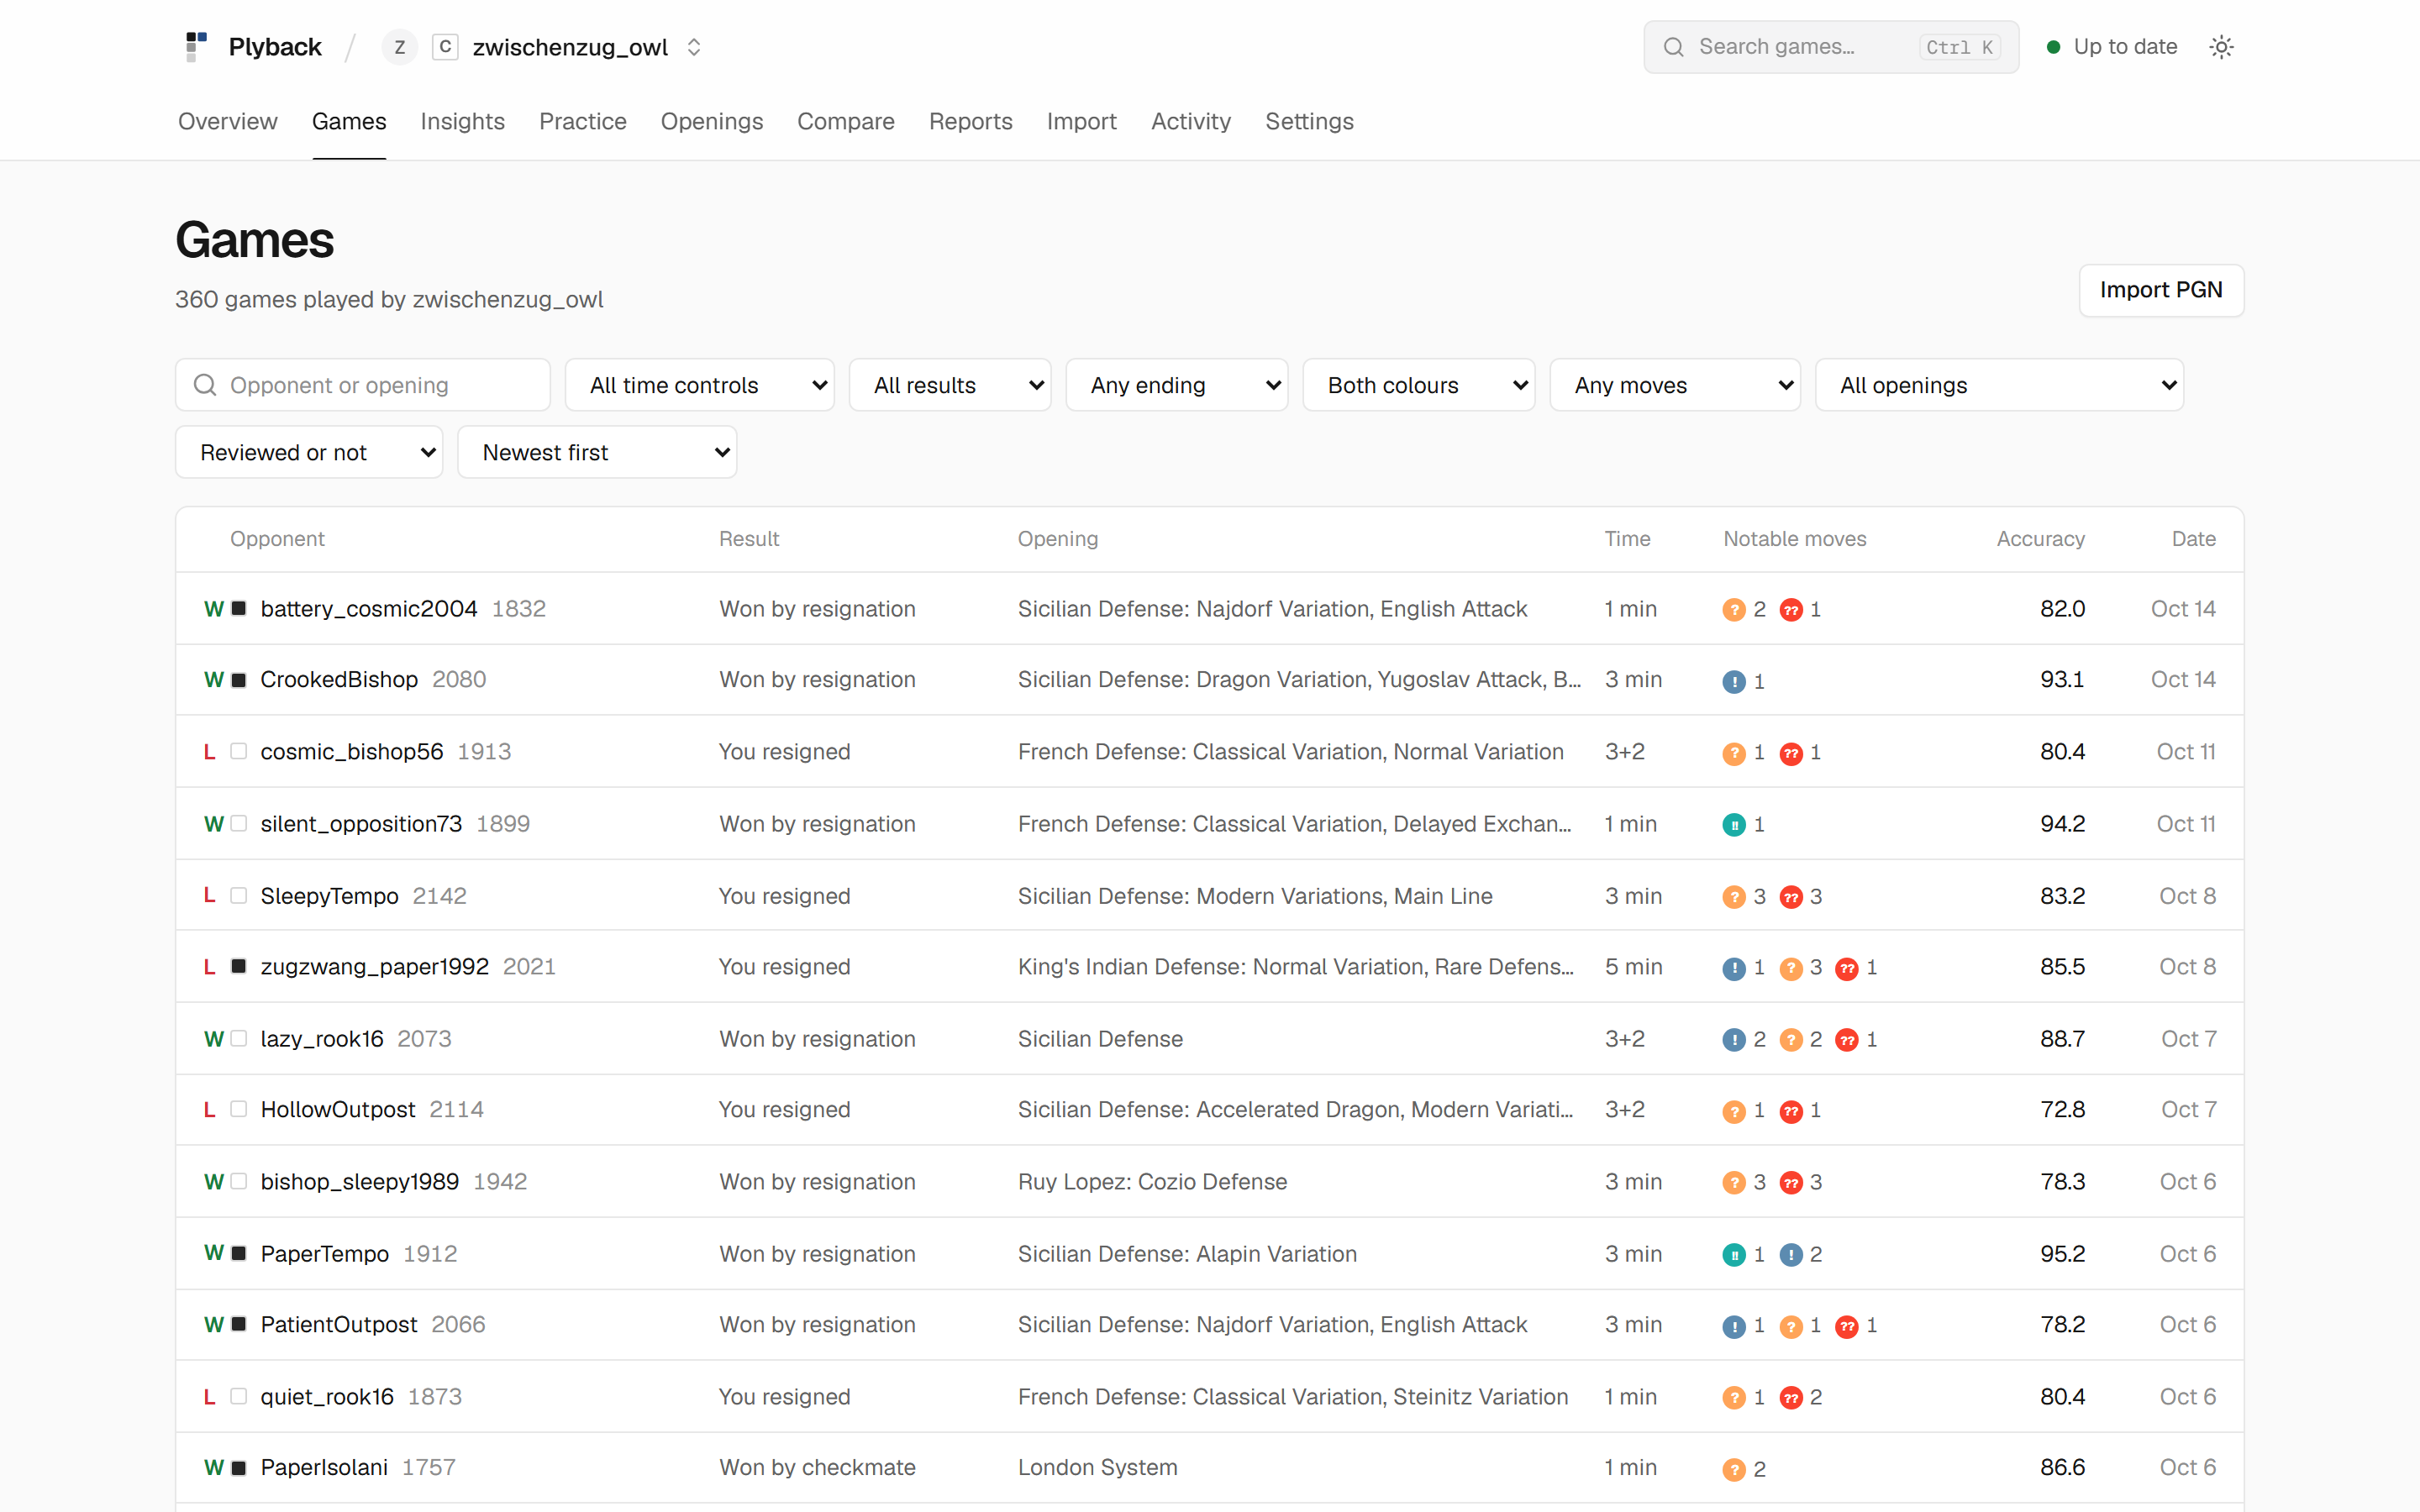 Plyback / Z C zwischenzug_owl Search games... Ctrl K Up to date
Overview Games Insights Practice Openings Compare Reports Import Activity Settings
Games
360 games played by zwischenzug_owl
Import PGN
Opponent or opening All time controls All results Any ending Both colours Any moves All openings
Reviewed or not Newest first
Opponent Result Opening Time Notable moves Accuracy Date
W battery_cosmic2004 1832 Won by resignation Sicilian Defense: Najdorf Variation, English Attack 1 min ? 2 ?? 1 82.0 Oct 14
W CrookedBishop 2080 Won by resignation Sicilian Defense: Dragon Variation, Yugoslav Attack, B... 3 min ! 1 93.1 Oct 14
L cosmic_bishop56 1913 You resigned French Defense: Classical Variation, Normal Variation 3+2 ? 1 ?? 1 80.4 Oct 11
W silent_opposition73 1899 Won by resignation French Defense: Classical Variation, Delayed Exchan... 1 min !! 1 94.2 Oct 11
L SleepyTempo 2142 You resigned Sicilian Defense: Modern Variations, Main Line 3 min ? 3 ?? 3 83.2 Oct 8
L zugzwang_paper1992 2021 You resigned King's Indian Defense: Normal Variation, Rare Defens... 5 min ! 1 ? 3 ?? 1 85.5 Oct 8
W lazy_rook16 2073 Won by resignation Sicilian Defense 3+2 ! 2 ? 2 ?? 1 88.7 Oct 7
L HollowOutpost 2114 You resigned Sicilian Defense: Accelerated Dragon, Modern Variati... 3+2 ? 1 ?? 1 72.8 Oct 7
W bishop_sleepy1989 1942 Won by resignation Ruy Lopez: Cozio Defense 3 min ? 3 ?? 3 78.3 Oct 6
W PaperTempo 1912 Won by resignation Sicilian Defense: Alapin Variation 3 min !! 1 ! 2 95.2 Oct 6
W PatientOutpost 2066 Won by resignation Sicilian Defense: Najdorf Variation, English Attack 3 min ! 1 ? 1 ?? 1 78.2 Oct 6
L quiet_rook16 1873 You resigned French Defense: Classical Variation, Steinitz Variation 1 min ? 1 ?? 2 80.4 Oct 6
W PaperIsolani 1757 Won by checkmate London System 1 min ? 2 86.6 Oct 6